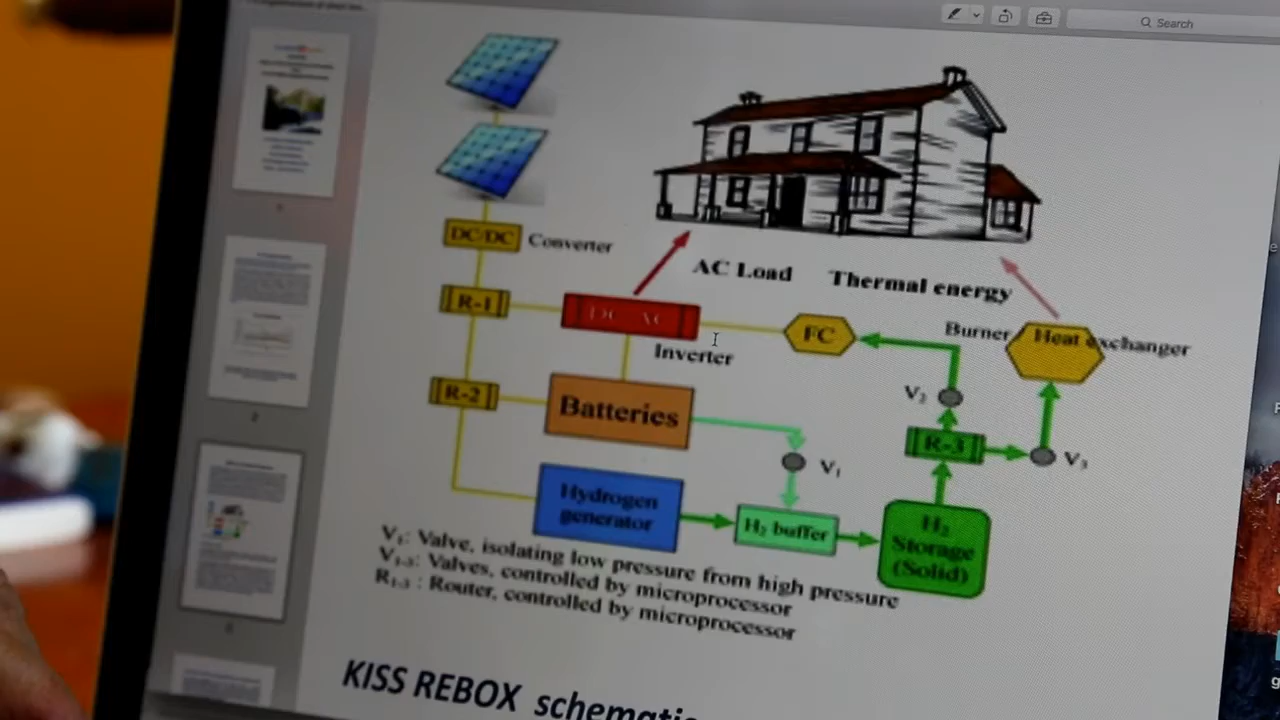 Search
DC/DC
Converter
R-1
DC-AC
Inverter
AC Load
Thermal energy
FC
Burner
Heat exchanger
R-2
Batteries
V2
R-3
V3
V1
Hydrogen
generator
H2 buffer
H2
Storage
(Solid)
V1: Valve, isolating low pressure from high pressure
V1-3: Valves, controlled by microprocessor
R1-3 : Router, controlled by microprocessor
KISS REBOX schematic